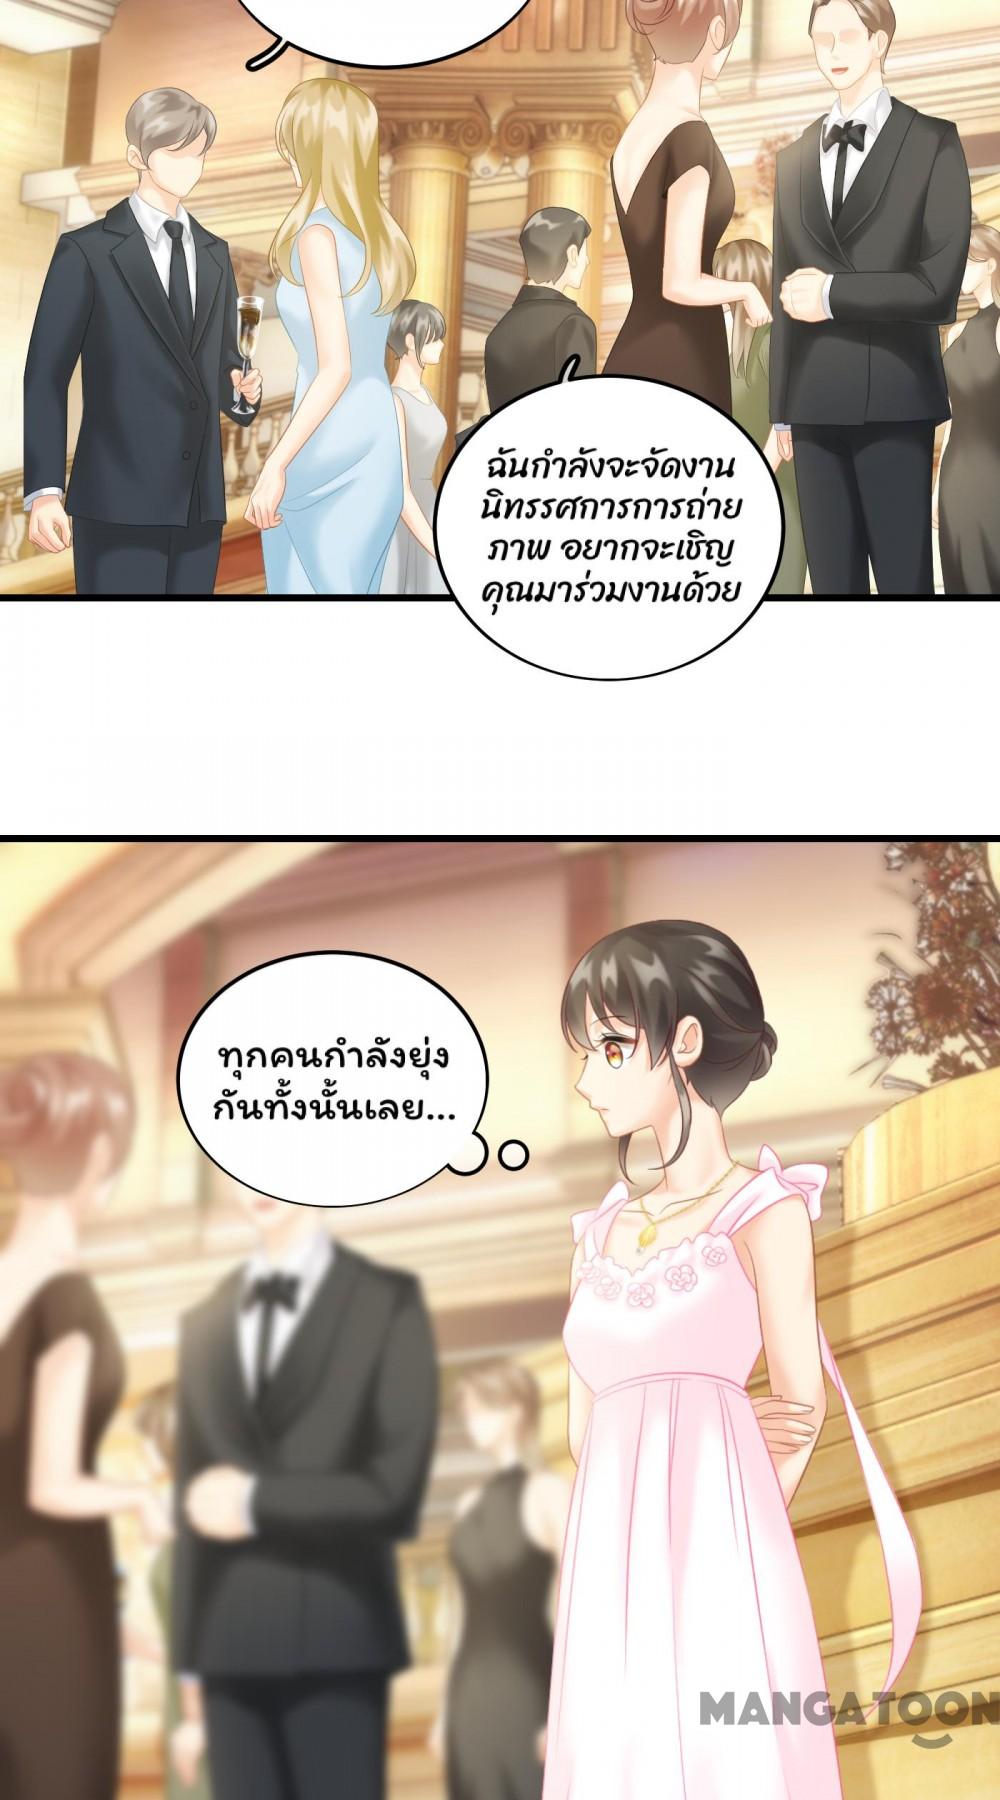 ฉันกำลังจะจัดงาน
นิทรรศการการถ่าย
ภาพ อยากจะเชิญ
คุณมาร่วมงานด้วย
ทุกคนกำลังยุ่ง
กันทั้งนั้นเลย...
MANGATOON